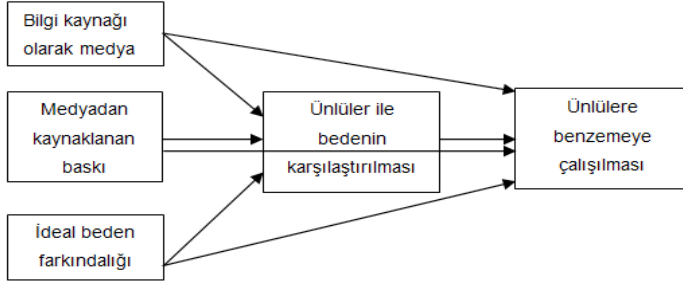 Bilgi kaynağı
olarak medya
Medyadan
kaynaklanan
baskı
İdeal beden
farkındalığı
Ünlüler ile
bedenin
karşılaştırılması
Ünlülere
benzemeye
çalışılması